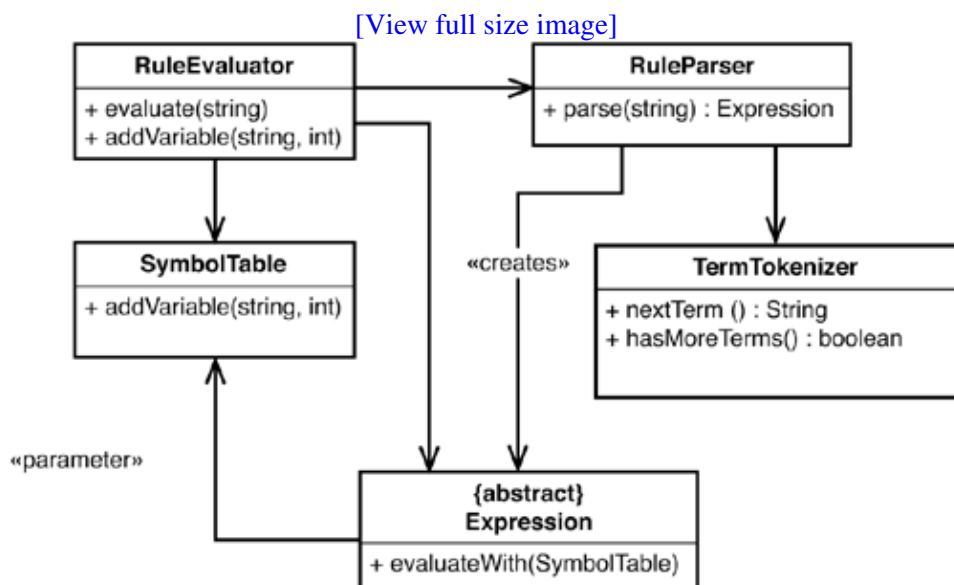 [View full size image]
RuleEvaluator
+ evaluate(string)
+ addVariable(string, int)
RuleParser
+ parse(string) : Expression
SymbolTable
+ addVariable(string, int)
«creates»
TermTokenizer
+ nextTerm () : String
+ hasMoreTerms() : boolean
«parameter»
{abstract}
Expression
+ evaluateWith(SymbolTable)